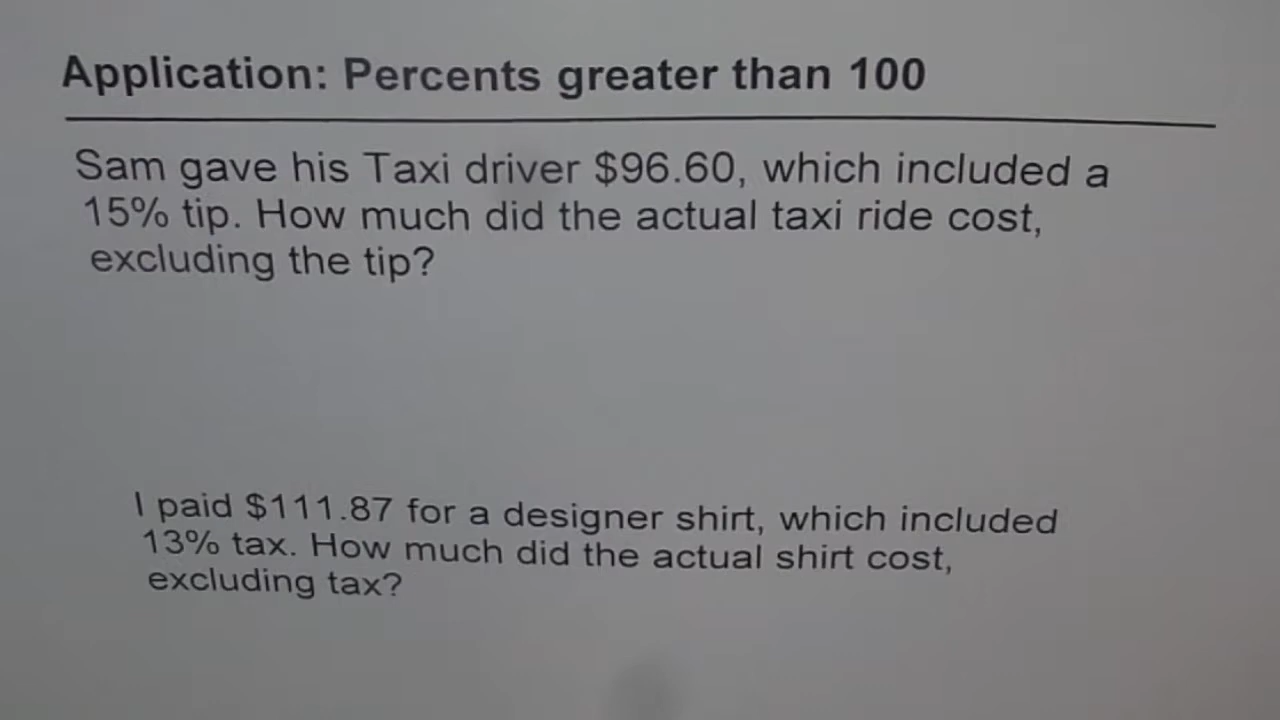 Application: Percents greater than 100
Sam gave his Taxi driver $96.60, which included a
15% tip. How much did the actual taxi ride cost,
excluding the tip?
I paid $111.87 for a designer shirt, which included
13% tax. How much did the actual shirt cost,
excluding tax?